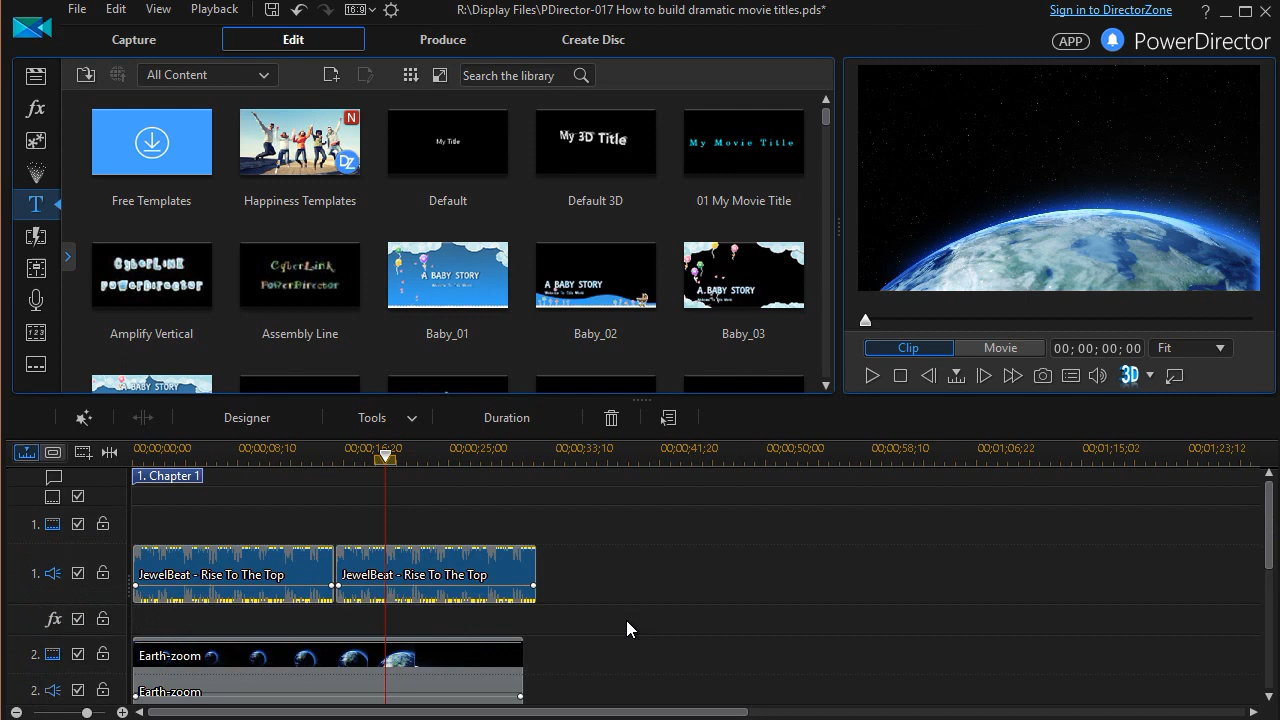 File Edit View Playback 16:9 R:\Display Files\PDirector-017 How to build dramatic movie titles.pds* Sign in to DirectorZone ?
Capture Edit Produce Create Disc APP PowerDirector
All Content Search the library
fx
N
Dz
My Title
My 3D Title
My Movie Title
Free Templates Happiness Templates Default Default 3D 01 My Movie Title
T
CyberLink PowerDirector
CyberLink PowerDirector
A BABY STORY
A BABY STORY
A BABY STORY
Amplify Vertical Assembly Line Baby_01 Baby_02 Baby_03
A BABY STORY
Clip Movie 00; 00; 00; 00 Fit
3D
Designer Tools Duration
00;00;00;00 00;00;08;10 00;00;16;20 00;00;25;00 00;00;33;10 00;00;41;20 00;00;50;00 00;00;58;10 00;01;06;22 00;01;15;02 00;01;23;12
1. Chapter 1
1.
1. JewelBeat - Rise To The Top JewelBeat - Rise To The Top
fx
2. Earth-zoom
2. Earth-zoom